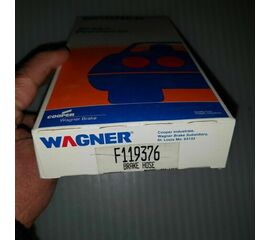 COOPER
Wagner Brake
WAGNER
Cooper Industries
Wagner Brake Subsidiary,
St. Louis Mo. 63132
F119376
BRAKE HOSE